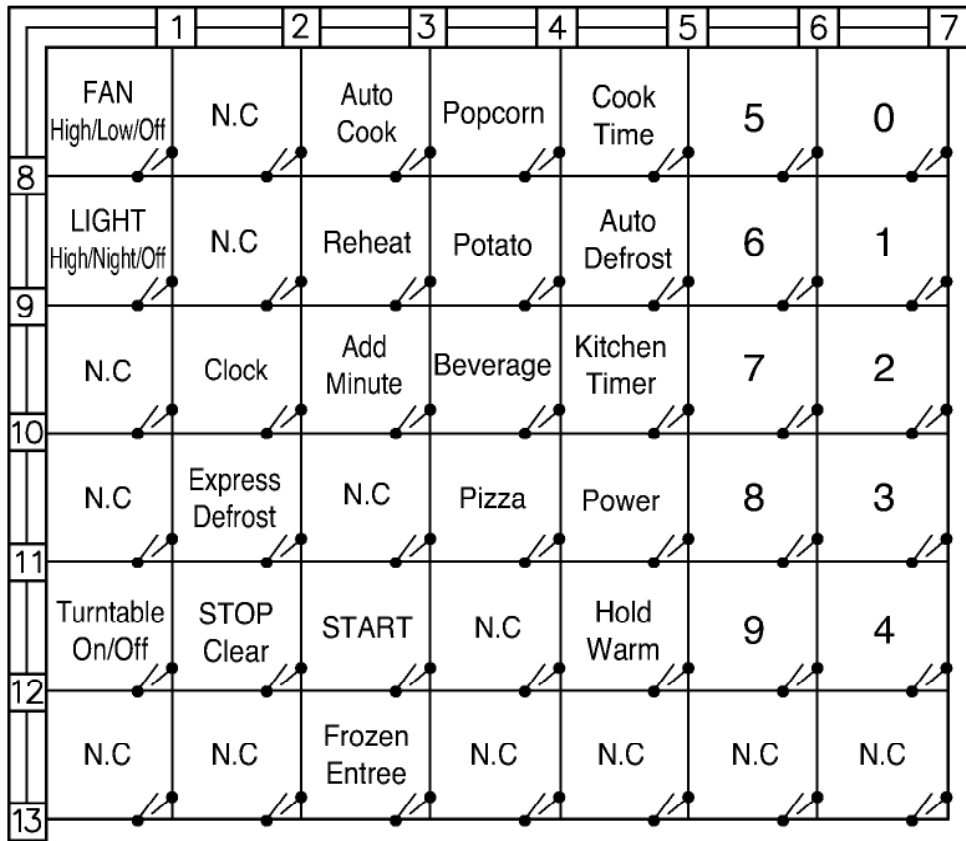 1 2 3 4 5 6 7
FAN
High/Low/Off
N.C
Auto
Cook
Popcorn
Cook
Time
5
0
8
LIGHT
High/Night/Off
N.C
Reheat
Potato
Auto
Defrost
6
1
9
N.C
Clock
Add
Minute
Beverage
Kitchen
Timer
7
2
10
N.C
Express
Defrost
N.C
Pizza
Power
8
3
11
Turntable
On/Off
STOP
Clear
START
N.C
Hold
Warm
9
4
12
N.C
N.C
Frozen
Entree
N.C
N.C
N.C
N.C
13